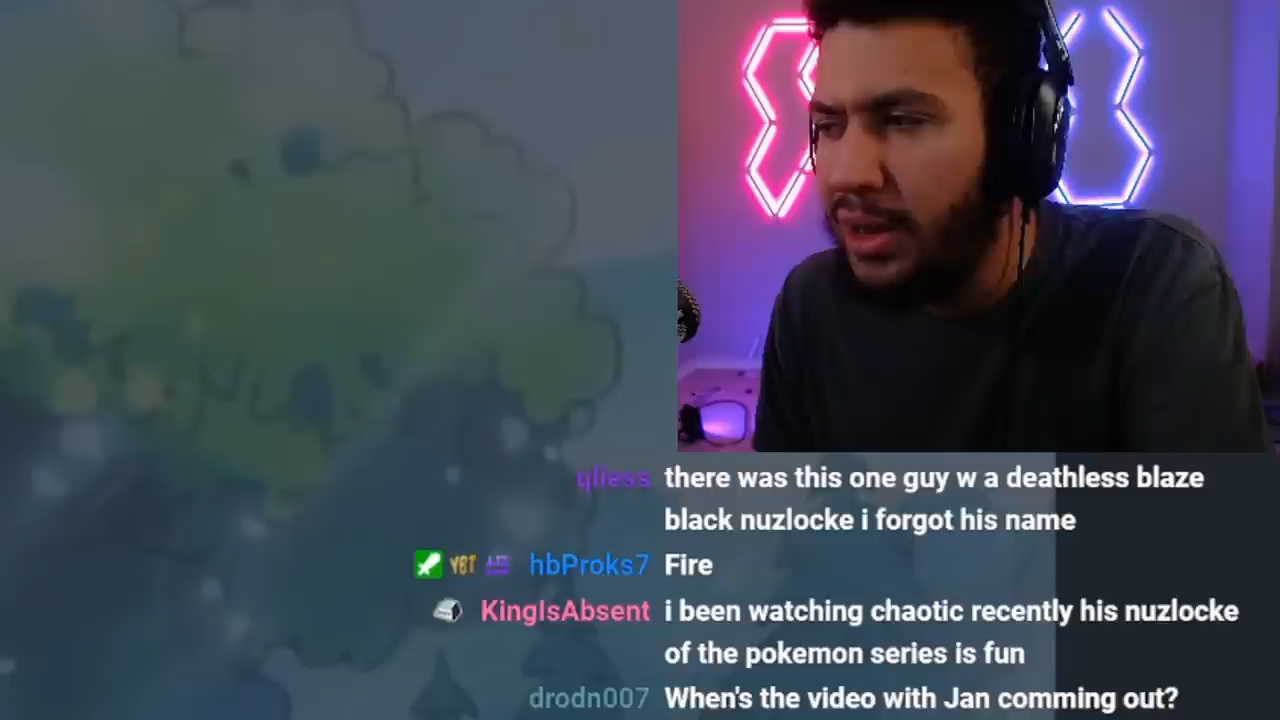 qliess there was this one guy w a deathless blaze
black nuzlocke i forgot his name
YBT hbProks7 Fire
KingIsAbsent i been watching chaotic recently his nuzlocke
of the pokemon series is fun
drodn007 When's the video with Jan comming out?